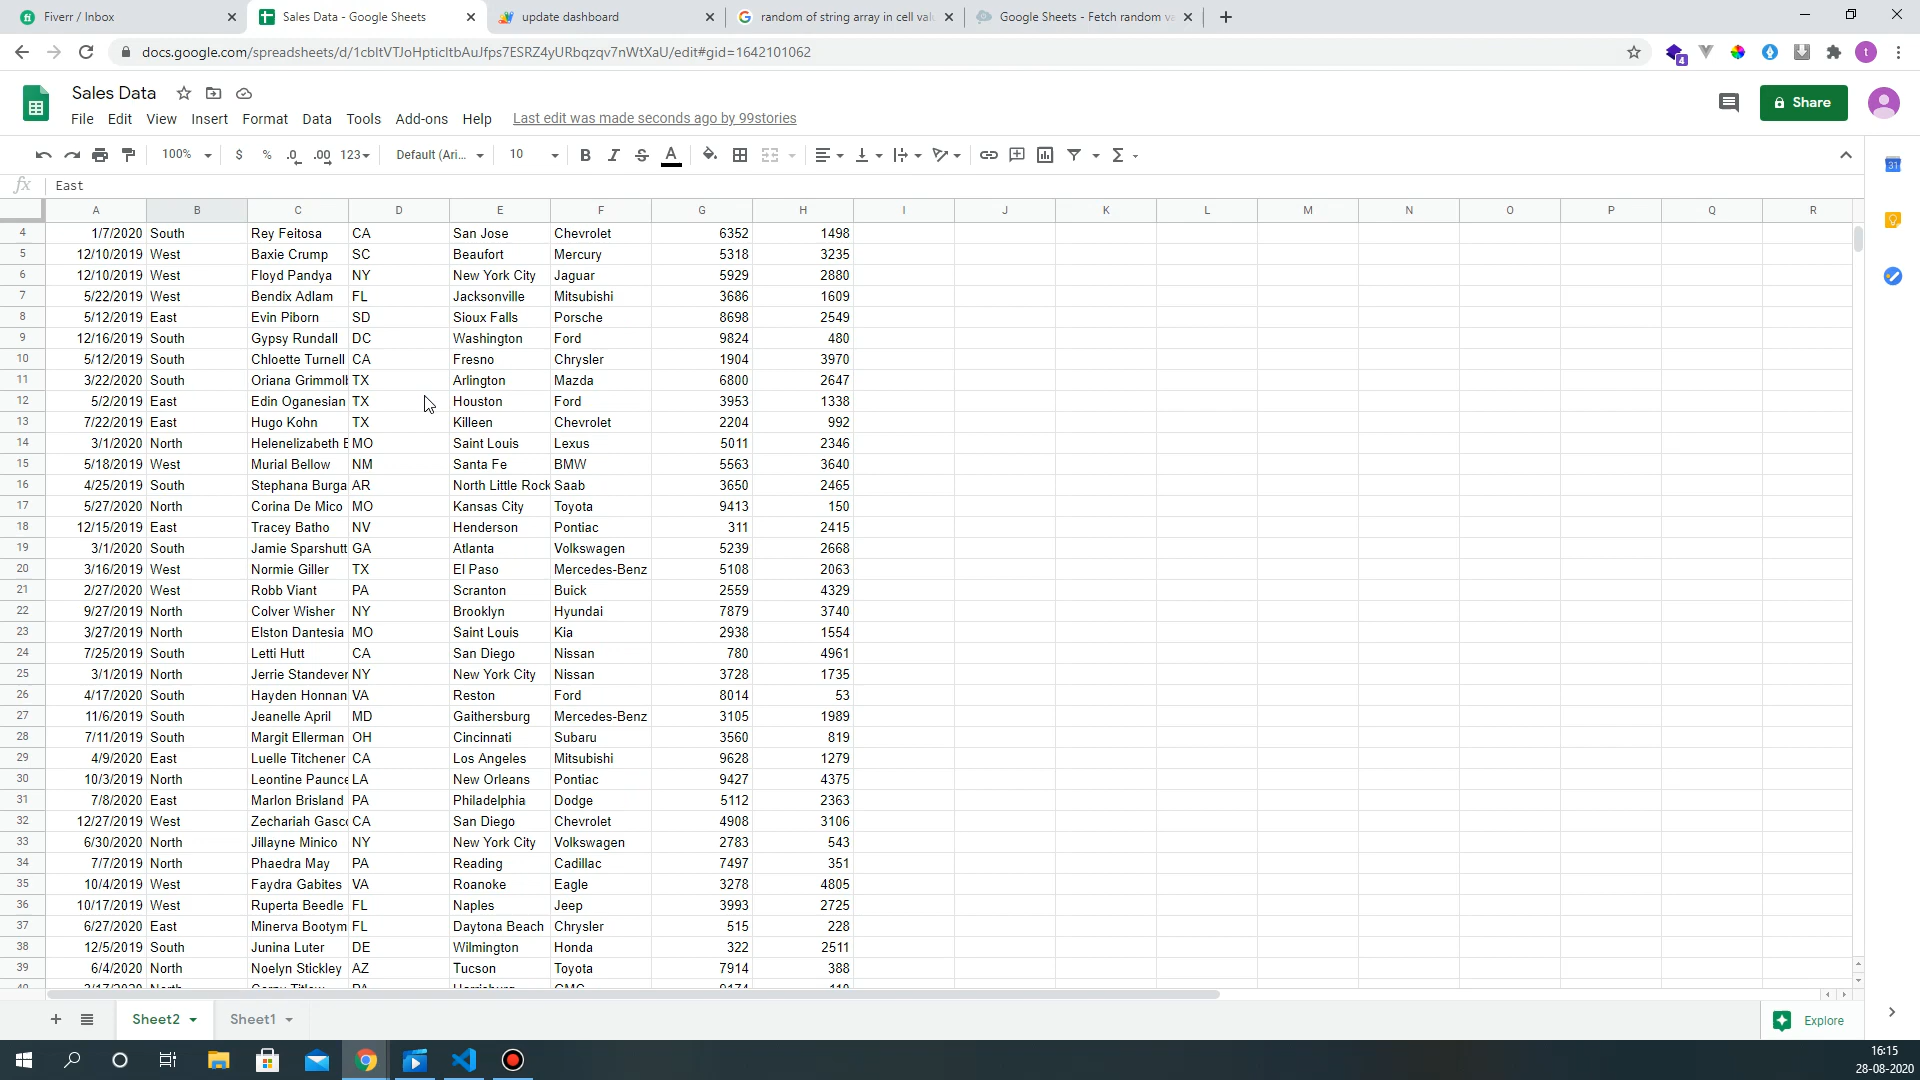 Fiverr / Inbox
Sales Data - Google Sheets
update dashboard
random of string array in cell val
Google Sheets - Fetch random va
docs.google.com/spreadsheets/d/1cbltVTJoHpticItbAuJfps7ESRZ4yURbqzqv7nWtXaU/edit#gid=1642101062
4
t
Sales Data
Share
File Edit View Insert Format Data Tools Add-ons Help Last edit was made seconds ago by 99stories
100% $ % .0 .00 123 Default (Ari... 10 B I S A
31
fx East
A B C D E F G H I J K L M N O P Q R
4 1/7/2020 South Rey Feitosa CA San Jose Chevrolet 6352 1498
5 12/10/2019 West Baxie Crump SC Beaufort Mercury 5318 3235
6 12/10/2019 West Floyd Pandya NY New York City Jaguar 5929 2880
7 5/22/2019 West Bendix Adlam FL Jacksonville Mitsubishi 3686 1609
8 5/12/2019 East Evin Piborn SD Sioux Falls Porsche 8698 2549
9 12/16/2019 South Gypsy Rundall DC Washington Ford 9824 480
10 5/12/2019 South Chloette Turnell CA Fresno Chrysler 1904 3970
11 3/22/2020 South Oriana Grimmol TX Arlington Mazda 6800 2647
12 5/2/2019 East Edin Oganesian TX Houston Ford 3953 1338
13 7/22/2019 East Hugo Kohn TX Killeen Chevrolet 2204 992
14 3/1/2020 North Helenelizabeth E MO Saint Louis Lexus 5011 2346
15 5/18/2019 West Murial Bellow NM Santa Fe BMW 5563 3640
16 4/25/2019 South Stephana Burga AR North Little Rock Saab 3650 2465
17 5/27/2020 North Corina De Mico MO Kansas City Toyota 9413 150
18 12/15/2019 East Tracey Batho NV Henderson Pontiac 311 2415
19 3/1/2020 South Jamie Sparshutt GA Atlanta Volkswagen 5239 2668
20 3/16/2019 West Normie Giller TX El Paso Mercedes-Benz 5108 2063
21 2/27/2020 West Robb Viant PA Scranton Buick 2559 4329
22 9/27/2019 North Colver Wisher NY Brooklyn Hyundai 7879 3740
23 3/27/2019 North Elston Dantesia MO Saint Louis Kia 2938 1554
24 7/25/2019 South Letti Hutt CA San Diego Nissan 780 4961
25 3/1/2019 North Jerrie Standever NY New York City Nissan 3728 1735
26 4/17/2020 South Hayden Honnan VA Reston Ford 8014 53
27 11/6/2019 South Jeanelle April MD Gaithersburg Mercedes-Benz 3105 1989
28 7/11/2019 South Margit Ellerman OH Cincinnati Subaru 3560 819
29 4/9/2020 East Luelle Titchener CA Los Angeles Mitsubishi 9628 1279
30 10/3/2019 North Leontine Paunce LA New Orleans Pontiac 9427 4375
31 7/8/2020 East Marlon Brisland PA Philadelphia Dodge 5112 2363
32 12/27/2019 West Zechariah Gasc CA San Diego Chevrolet 4908 3106
33 6/30/2020 North Jillayne Minico NY New York City Volkswagen 2783 543
34 7/7/2019 North Phaedra May PA Reading Cadillac 7497 351
35 10/4/2019 West Faydra Gabites VA Roanoke Eagle 3278 4805
36 10/17/2019 West Ruperta Beedle FL Naples Jeep 3993 2725
37 6/27/2020 East Minerva Bootym FL Daytona Beach Chrysler 515 228
38 12/5/2019 South Junina Luter DE Wilmington Honda 322 2511
39 6/4/2020 North Noelyn Stickley AZ Tucson Toyota 7914 388
Sheet2 Sheet1 Explore
16:15
28-08-2020